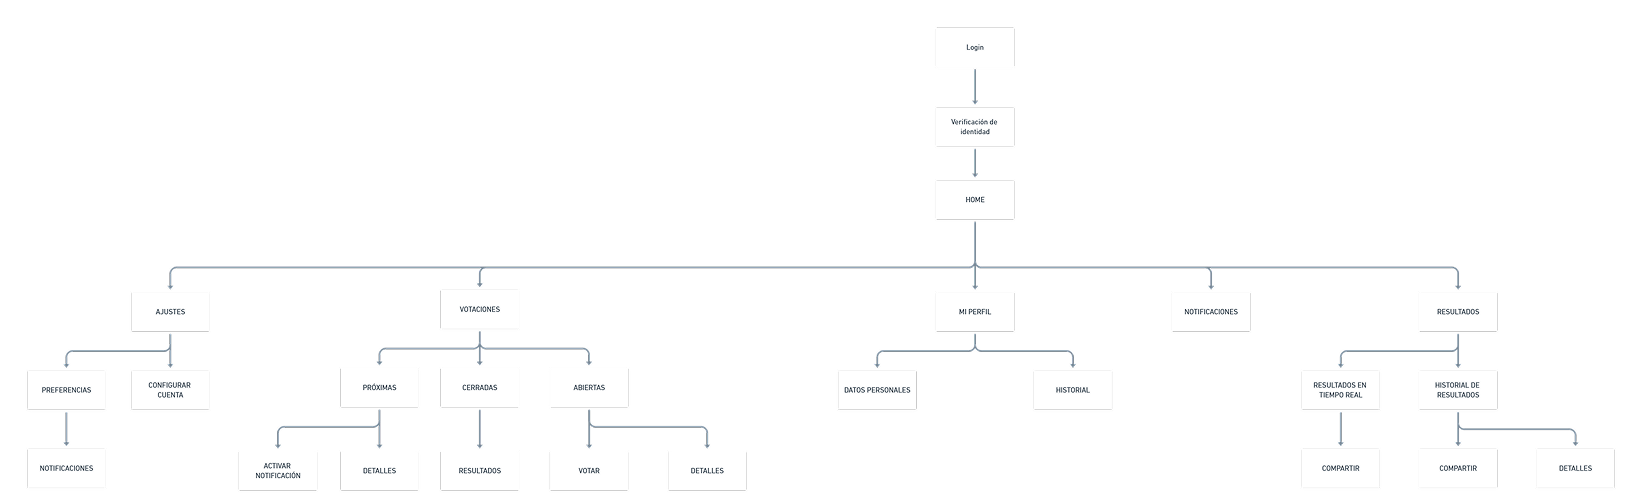 Login
Verificación de
identidad
HOME
AJUSTES
VOTACIONES
MI PERFIL
NOTIFICACIONES
RESULTADOS
PREFERENCIAS
CONFIGURAR
CUENTA
PRÓXIMAS
CERRADAS
ABIERTAS
DATOS PERSONALES
HISTORIAL
RESULTADOS EN
TIEMPO REAL
HISTORIAL DE
RESULTADOS
NOTIFICACIONES
ACTIVAR
NOTIFICACIÓN
DETALLES
RESULTADOS
VOTAR
DETALLES
COMPARTIR
COMPARTIR
DETALLES